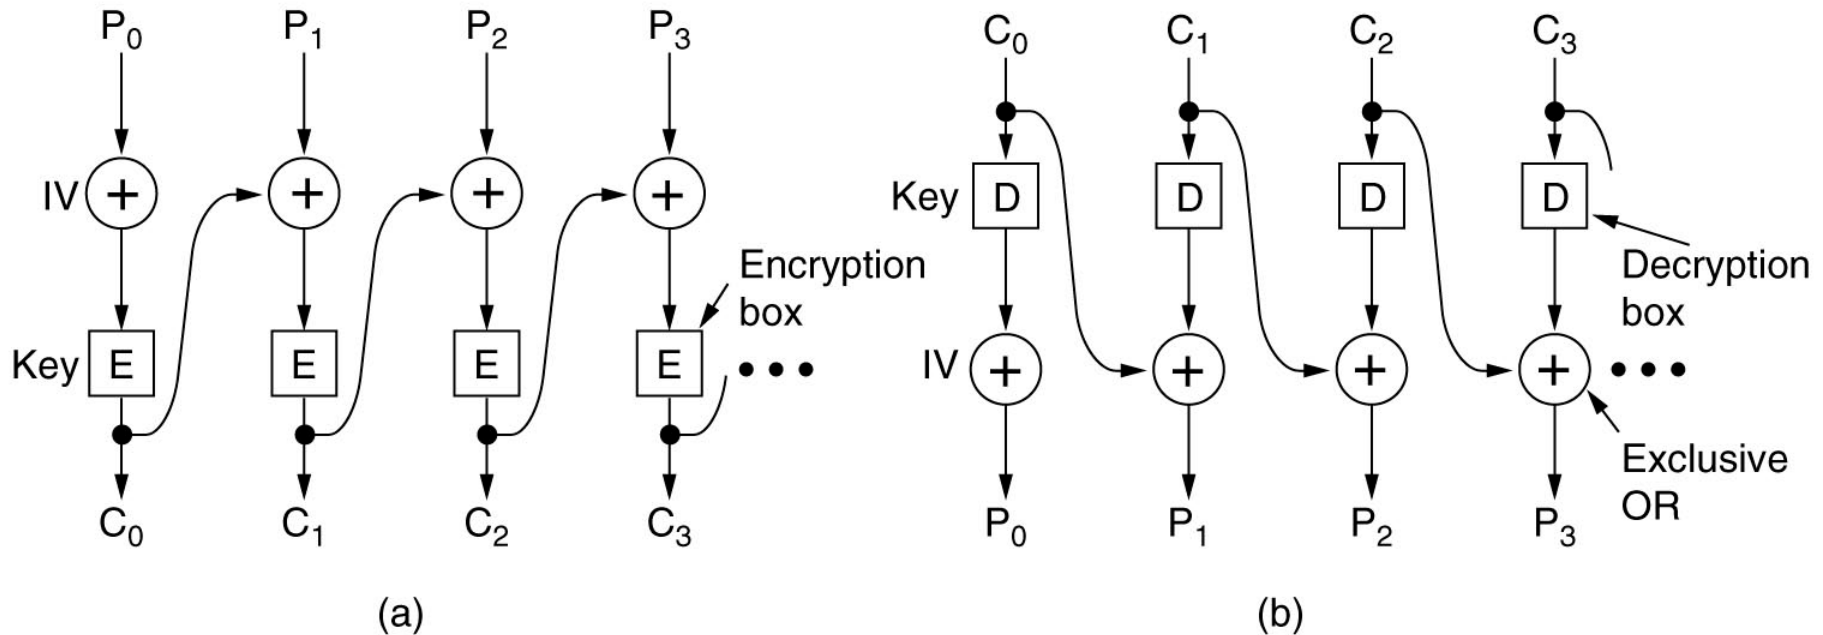 P0 P1 P2 P3
IV + + + +
Encryption
box
Key E E E E
C0 C1 C2 C3
(a)
C0 C1 C2 C3
Key D D D D
Decryption
box
IV + + + +
Exclusive
OR
P0 P1 P2 P3
(b)